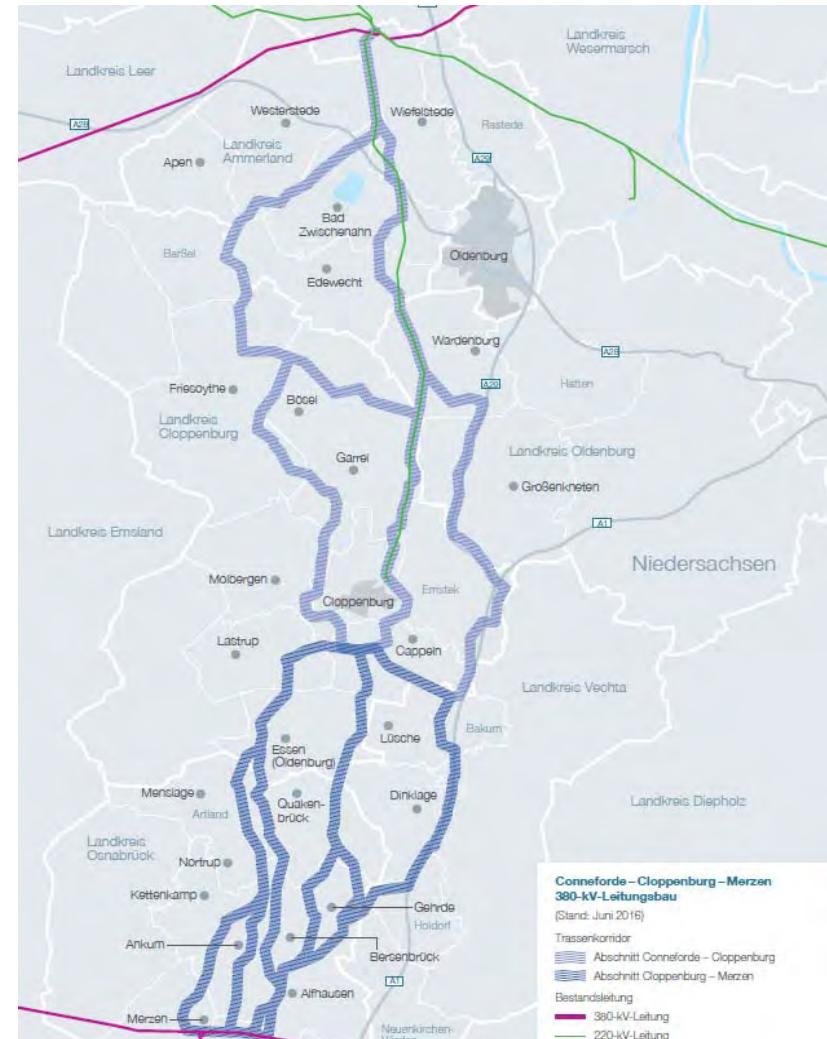 Landkreis
Wesermarsch
Landkreis Leer
Westerstede
Wiefelstede
A28
Rastede
Landkreis
Ammerland
Apen
A29
Bad
Zwischenahn
Oldenburg
Barßel
Edewecht
Wardenburg
A28
Friesoythe
A29
Hatten
Bösel
Landkreis
Cloppenburg
Landkreis Oldenburg
Garrel
Großenkneten
A1
Landkreis Emsland
Niedersachsen
Molbergen
Emstek
Cloppenburg
Lastrup
Cappeln
Landkreis Vechta
Bakum
Lüsche
Essen
(Oldenburg)
Menslage
Quaken-
brück
Dinklage
Landkreis Diepholz
Artland
Landkreis
Osnabrück
Nortrup
Kettenkamp
Gehrde
Holdorf
Ankum
Bersenbrück
A1
Alfhausen
Merzen
Neuenkirchen-
Conneforde – Cloppenburg – Merzen
380-kV-Leitungsbau
(Stand: Juni 2016)
Trassenkorridor
Abschnitt Conneforde – Cloppenburg
Abschnitt Cloppenburg – Merzen
Bestandsleitung
380-kV-Leitung
220-kV-Leitung